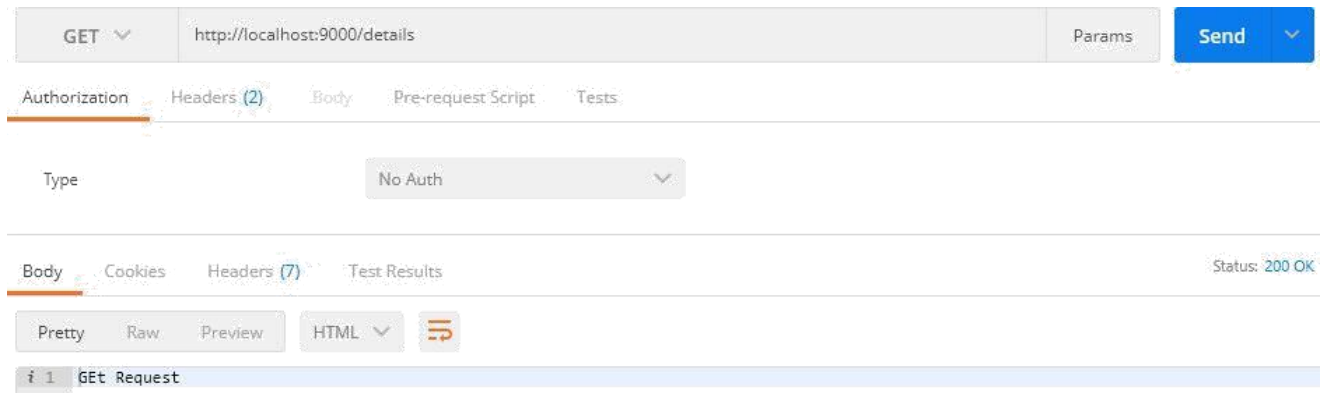 GET http://localhost:9000/details Params Send
Authorization Headers (2) Body Pre-request Script Tests
Type No Auth
Body Cookies Headers (7) Test Results Status: 200 OK
Pretty Raw Preview HTML
i 1 GEt Request